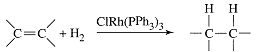 H H
C=C + H₂ ClRh(PPh₃)₃ –C–C–